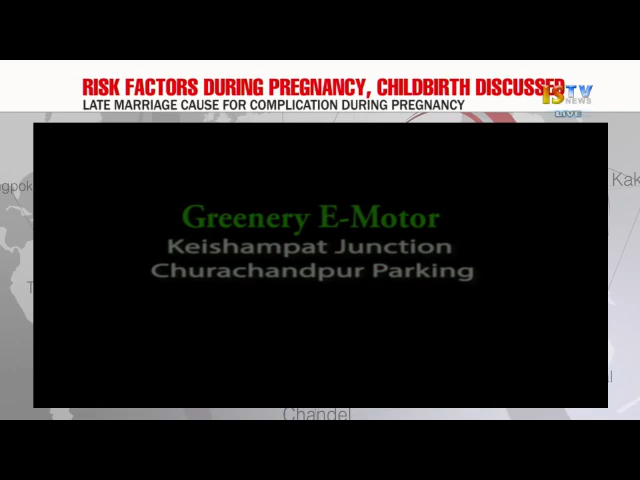 RISK FACTORS DURING PREGNANCY, CHILDBIRTH DISCUSSED
ISTV
NEWS
LATE MARRIAGE CAUSE FOR COMPLICATION DURING PREGNANCY
LIVE
Kak
Greenery E-Motor
Keishampat Junction
Churachandpur Parking
Chandel